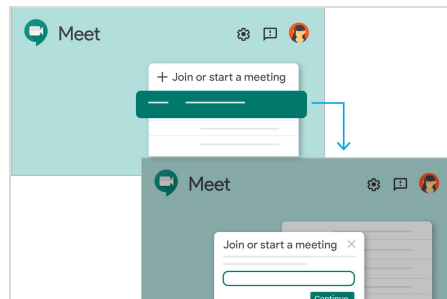 Meet
+ Join or start a meeting
Meet
Join or start a meeting
Continue